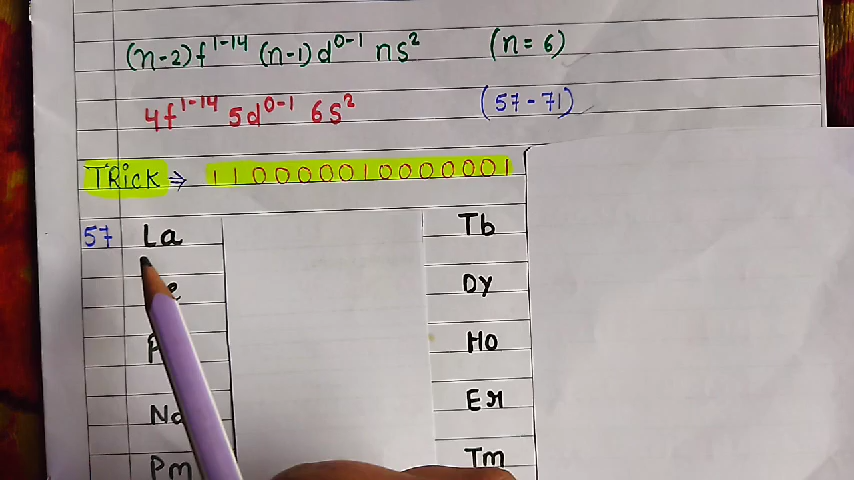 (n-2)f¹⁻¹⁴ (n-1)d⁰⁻¹ ns² (n=6)
4f¹⁻¹⁴ 5d⁰⁻¹ 6s² (57-71)
TRick ⇒ 110000010000001
57 La Tb
Dy
Ho
Nd Er
Pm Tm